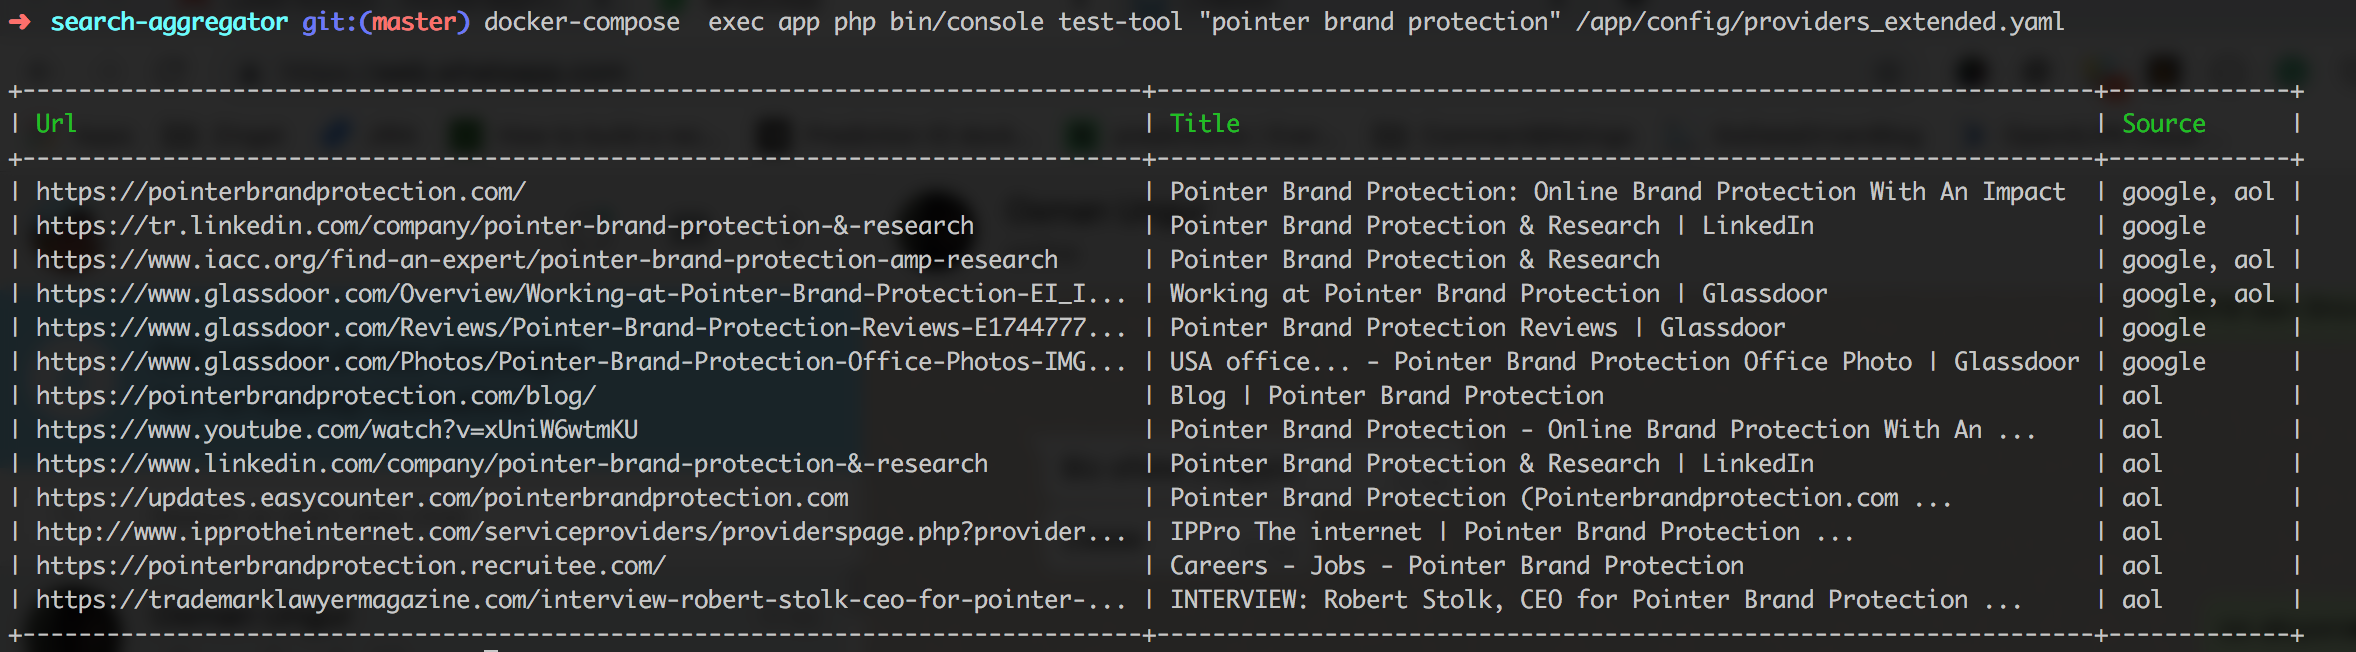 ➜ search-aggregator git:(master) docker-compose  exec app php bin/console test-tool "pointer brand protection" /app/config/providers_extended.yaml
+--------------------------------------------------------------------------------+-------------------------------------------------------------------+-------------+
| Url                                                                            | Title                                                             | Source      |
+--------------------------------------------------------------------------------+-------------------------------------------------------------------+-------------+
| https://pointerbrandprotection.com/                                            | Pointer Brand Protection: Online Brand Protection With An Impact  | google, aol |
| https://tr.linkedin.com/company/pointer-brand-protection-&-research            | Pointer Brand Protection & Research | LinkedIn                    | google      |
| https://www.iacc.org/find-an-expert/pointer-brand-protection-amp-research      | Pointer Brand Protection & Research                               | google, aol |
| https://www.glassdoor.com/Overview/Working-at-Pointer-Brand-Protection-EI_I... | Working at Pointer Brand Protection | Glassdoor                   | google, aol |
| https://www.glassdoor.com/Reviews/Pointer-Brand-Protection-Reviews-E1744777... | Pointer Brand Protection Reviews | Glassdoor                      | google      |
| https://www.glassdoor.com/Photos/Pointer-Brand-Protection-Office-Photos-IMG... | USA office... - Pointer Brand Protection Office Photo | Glassdoor | google      |
| https://pointerbrandprotection.com/blog/                                       | Blog | Pointer Brand Protection                                   | aol         |
| https://www.youtube.com/watch?v=xUniW6wtmKU                                    | Pointer Brand Protection - Online Brand Protection With An ...    | aol         |
| https://www.linkedin.com/company/pointer-brand-protection-&-research           | Pointer Brand Protection & Research | LinkedIn                    | aol         |
| https://updates.easycounter.com/pointerbrandprotection.com                     | Pointer Brand Protection (Pointerbrandprotection.com ...          | aol         |
| http://www.ipprotheinternet.com/serviceproviders/providerspage.php?provider... | IPPro The internet | Pointer Brand Protection ...                 | aol         |
| https://pointerbrandprotection.recruitee.com/                                  | Careers - Jobs - Pointer Brand Protection                         | aol         |
| https://trademarklawyermagazine.com/interview-robert-stolk-ceo-for-pointer-... | INTERVIEW: Robert Stolk, CEO for Pointer Brand Protection ...     | aol         |
+--------------------------------------------------------------------------------+-------------------------------------------------------------------+-------------+